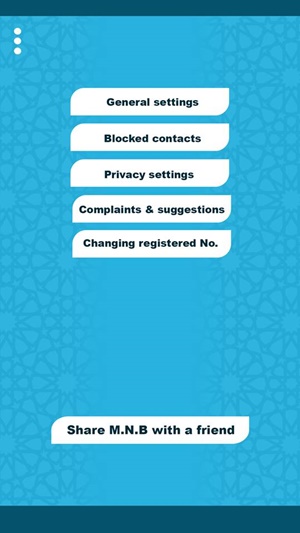 General settings
Blocked contacts
Privacy settings
Complaints & suggestions
Changing registered No.
Share M.N.B with a friend